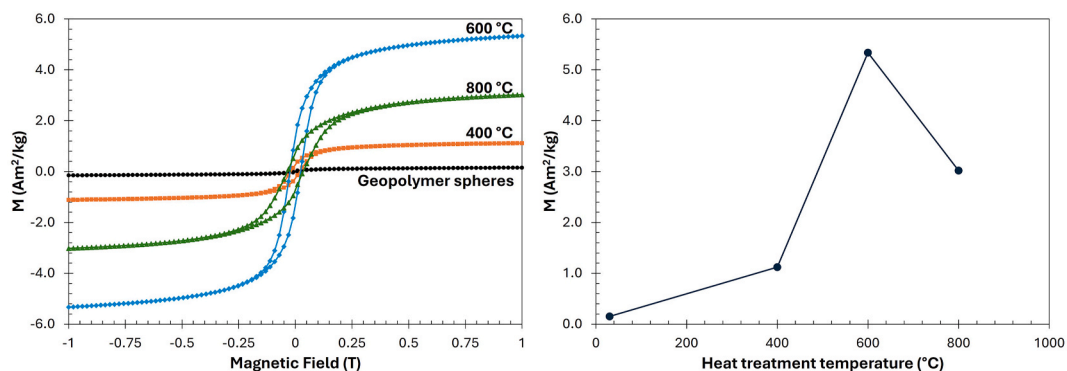 6.0
4.0
2.0
0.0
-2.0
-4.0
-6.0
M (Am²/kg)
600 °C
800 °C
400 °C
Geopolymer spheres
-1 -0.75 -0.5 -0.25 0 0.25 0.5 0.75 1
Magnetic Field (T)
6.0
5.0
4.0
3.0
2.0
1.0
0.0
M (Am²/kg)
0 200 400 600 800 1000
Heat treatment temperature (°C)